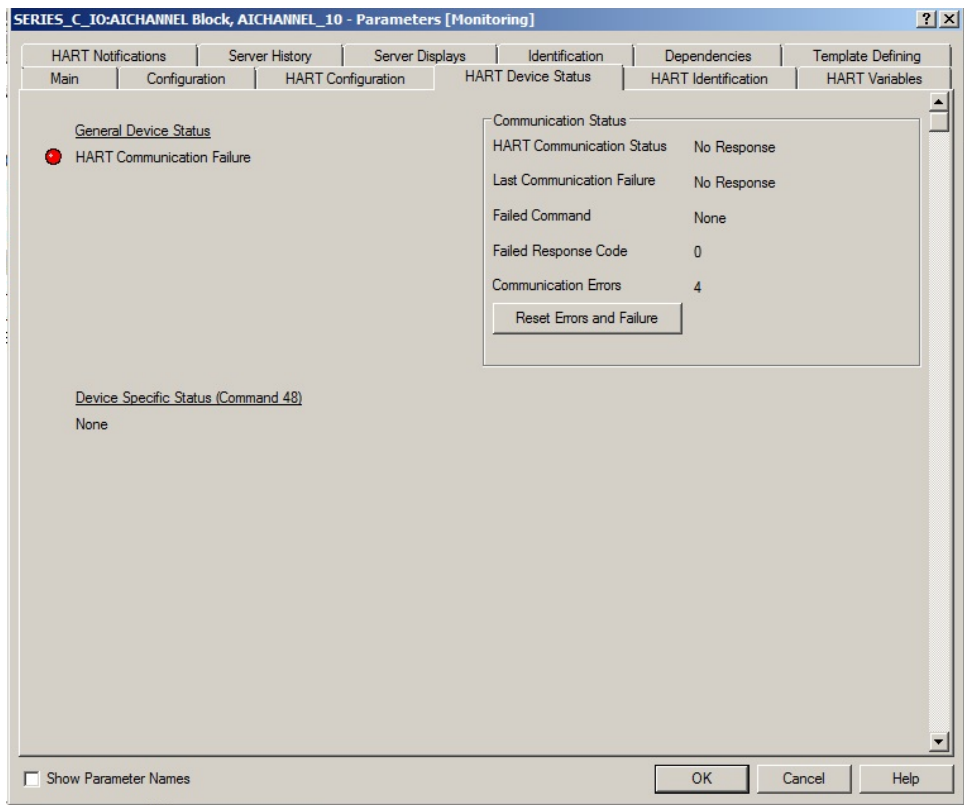 SERIES_C_IO:AICHANNEL Block, AICHANNEL_10 - Parameters [Monitoring]
HART Notifications Server History Server Displays Identification Dependencies Template Defining
Main Configuration HART Configuration HART Device Status HART Identification HART Variables
General Device Status
HART Communication Failure
Communication Status
HART Communication Status No Response
Last Communication Failure No Response
Failed Command None
Failed Response Code 0
Communication Errors 4
Reset Errors and Failure
Device Specific Status (Command 48)
None
Show Parameter Names OK Cancel Help